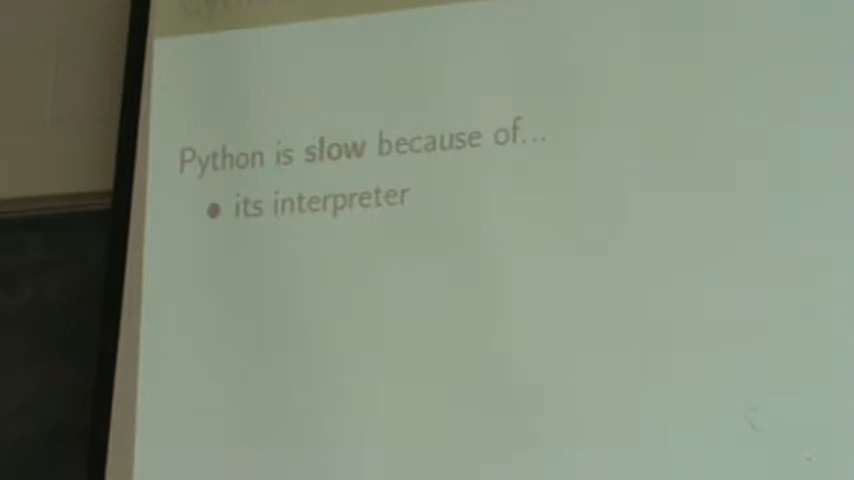 Python is slow because of...
• its interpreter